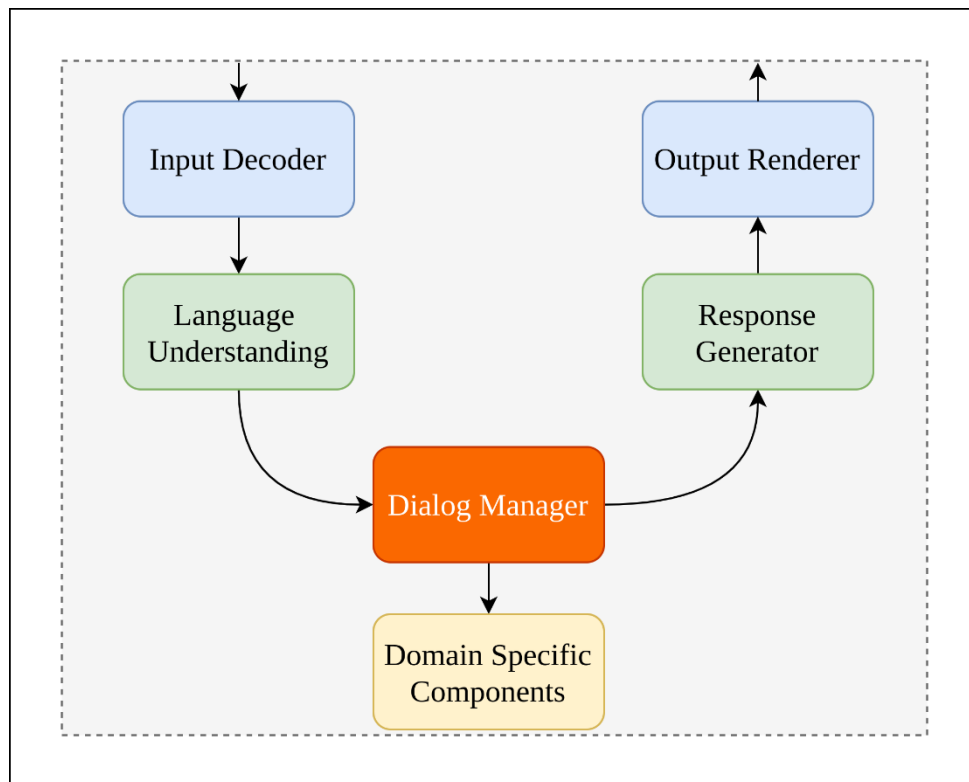 Input Decoder
Output Renderer
Language
Understanding
Response
Generator
Dialog Manager
Domain Specific
Components